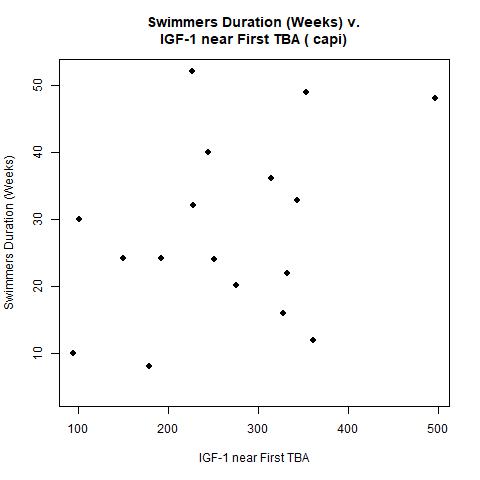 Swimmers Duration (Weeks) v.
IGF-1 near First TBA ( capi)
Swimmers Duration (Weeks)
50
40
30
20
10
100 200 300 400 500
IGF-1 near First TBA